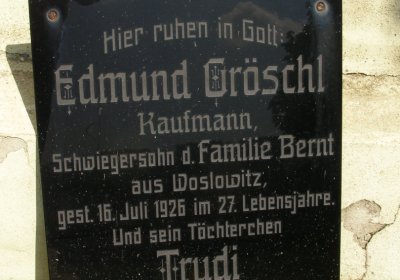 Hier ruhen in Gott
Edmund Gröschl
Kaufmann,
Schwiegersohn d. Familie Bernt
aus Woslowitz,
gest. 16. Juli 1926 im 27. Lebensjahre.
Und sein Töchterchen
Trudi